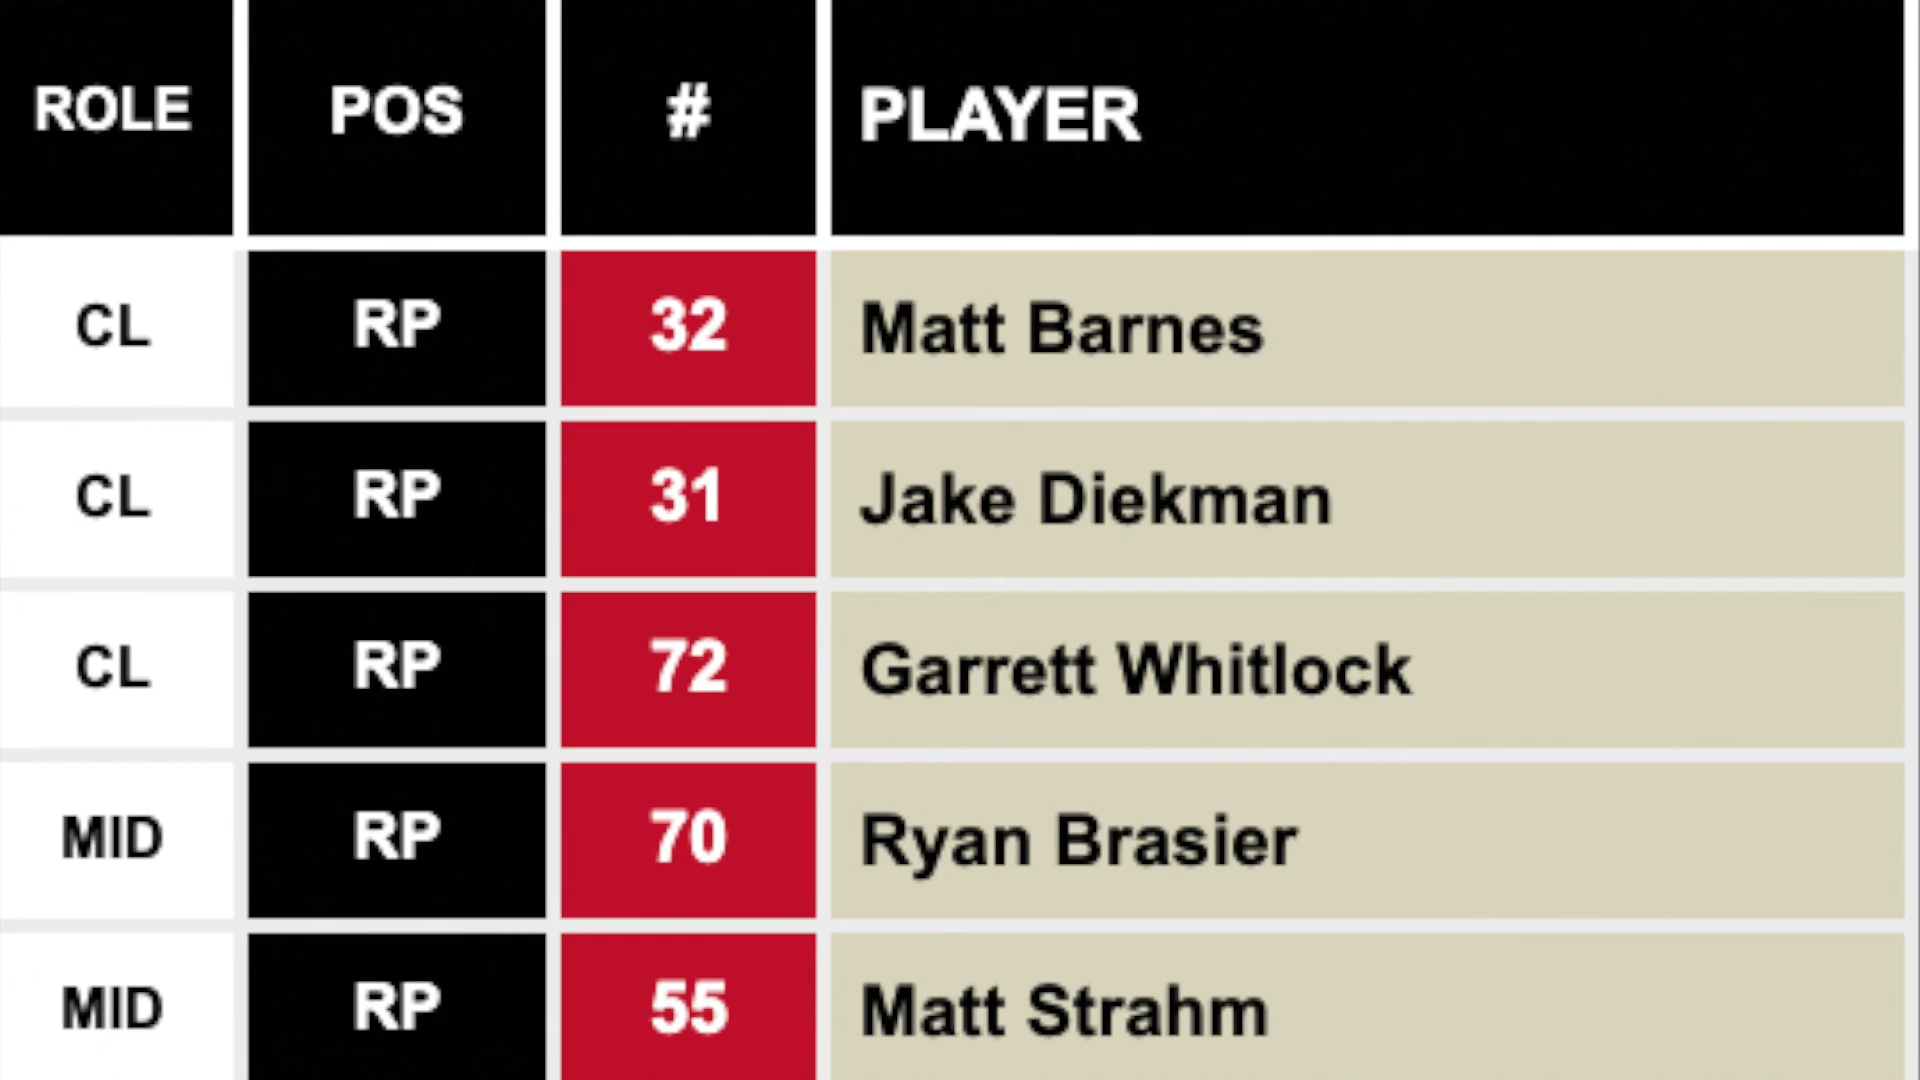 ROLE POS # PLAYER
CL RP 32 Matt Barnes
CL RP 31 Jake Diekman
CL RP 72 Garrett Whitlock
MID RP 70 Ryan Brasier
MID RP 55 Matt Strahm